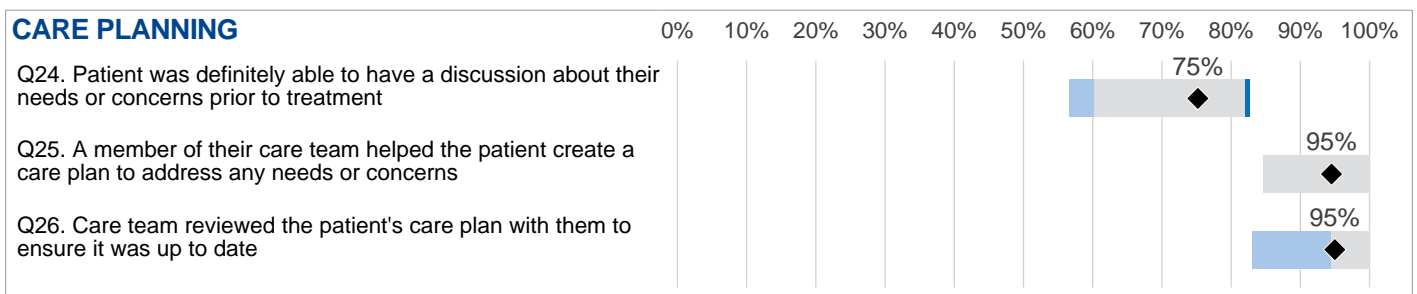 CARE PLANNING
0% 10% 20% 30% 40% 50% 60% 70% 80% 90% 100%
75%
Q24. Patient was definitely able to have a discussion about their
needs or concerns prior to treatment
95%
Q25. A member of their care team helped the patient create a
care plan to address any needs or concerns
95%
Q26. Care team reviewed the patient's care plan with them to
ensure it was up to date